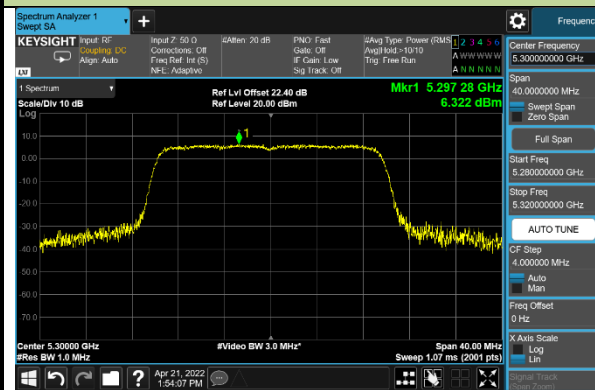 Spectrum Analyzer 1
Swept SA
Frequenc
KEYSIGHT Input: RF
Coupling: DC
Align: Auto
Input Z: 50 Ω
Corrections: Off
Freq Ref: Int (S)
NFE: Adaptive
#Atten: 20 dB
PNO: Fast
Gate: Off
IF Gain: Low
Sig Track: Off
#Avg Type: Power (RMS
Avg|Hold:>10/10
Trig: Free Run
1 2 3 4 5 6
A W W W W W
A N N N N N
LXI
Center Frequency
5.300000000 GHz
Span
40.0000000 MHz
Swept Span
Zero Span
Full Span
Start Freq
5.280000000 GHz
Stop Freq
5.320000000 GHz
AUTO TUNE
CF Step
4.000000 MHz
Auto
Man
Freq Offset
0 Hz
X Axis Scale
Log
Lin
Signal Track
(Span Zoom)
1 Spectrum
Scale/Div 10 dB
Log
Ref Lvl Offset 22.40 dB
Ref Level 20.00 dBm
Mkr1 5.297 28 GHz
6.322 dBm
1
10.0
0.00
-10.0
-20.0
-30.0
-40.0
-50.0
-60.0
-70.0
Center 5.30000 GHz
#Res BW 1.0 MHz
#Video BW 3.0 MHz*
Span 40.00 MHz
Sweep 1.07 ms (2001 pts)
?
Apr 21, 2022
1:54:07 PM